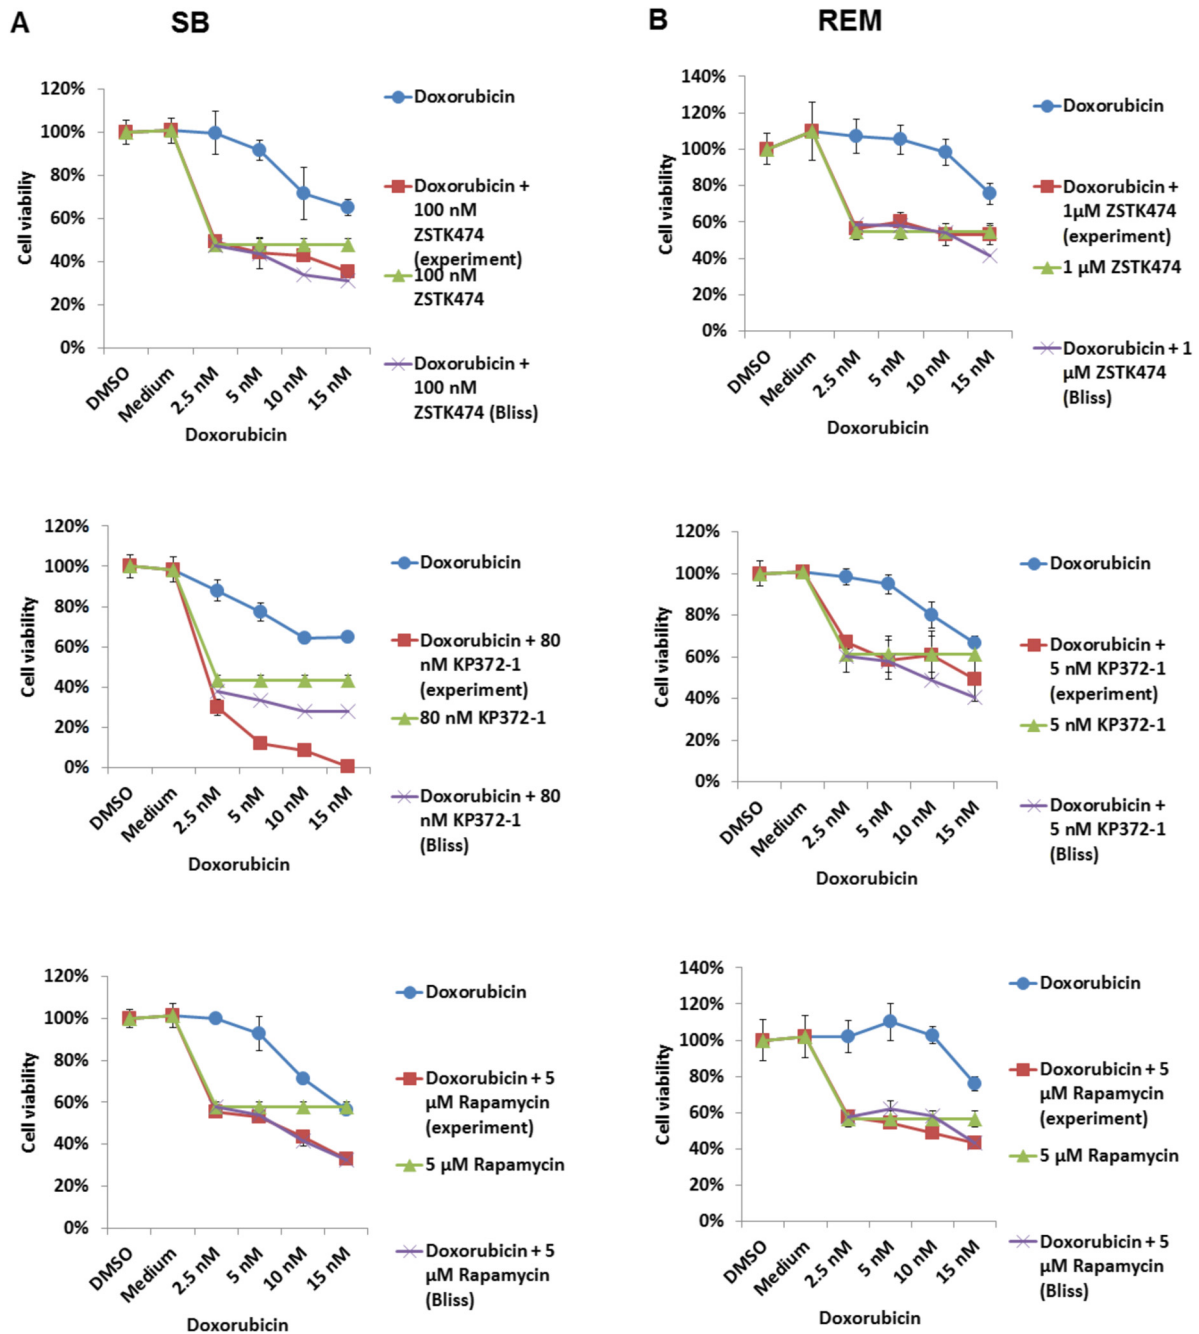 A
SB
120%
100%
80%
60%
40%
20%
0%
Cell viability
DMSO
Medium
2.5 nM
5 nM
10 nM
15 nM
Doxorubicin
Doxorubicin
Doxorubicin +
100 nM
ZSTK474
(experiment)
100 nM
ZSTK474
Doxorubicin +
100 nM
ZSTK474 (Bliss)
B
REM
140%
120%
100%
80%
60%
40%
20%
0%
Cell viability
DMSO
Medium
2.5 nM
5 nM
10 nM
15 nM
Doxorubicin
Doxorubicin
Doxorubicin +
1µM ZSTK474
(experiment)
1 µM ZSTK474
Doxorubicin + 1
µM ZSTK474
(Bliss)
120%
100%
80%
60%
40%
20%
0%
Cell viability
DMSO
Medium
2.5 nM
5 nM
10 nM
15 nM
Doxorubicin
Doxorubicin
Doxorubicin + 80
nM KP372-1
(experiment)
80 nM KP372-1
Doxorubicin + 80
nM KP372-1
(Bliss)
120%
100%
80%
60%
40%
20%
0%
Cell viability
DMSO
Medium
2.5 nM
5 nM
10 nM
15 nM
Doxorubicin
Doxorubicin
Doxorubicin +
5 nM KP372-1
(experiment)
5 nM KP372-1
Doxorubicin +
5 nM KP372-1
(Bliss)
120%
100%
80%
60%
40%
20%
0%
Cell viability
DMSO
Medium
2.5 nM
5 nM
10 nM
15 nM
Doxorubicin
Doxorubicin
Doxorubicin + 5
µM Rapamycin
(experiment)
5 µM Rapamycin
Doxorubicin + 5
µM Rapamycin
(Bliss)
140%
120%
100%
80%
60%
40%
20%
0%
Cell viability
DMSO
Medium
2.5 nM
5 nM
10 nM
15 nM
Doxorubicin
Doxorubicin
Doxorubicin + 5
µM Rapamycin
(experiment)
5 µM Rapamycin
Doxorubicin + 5
µM Rapamycin
(Bliss)